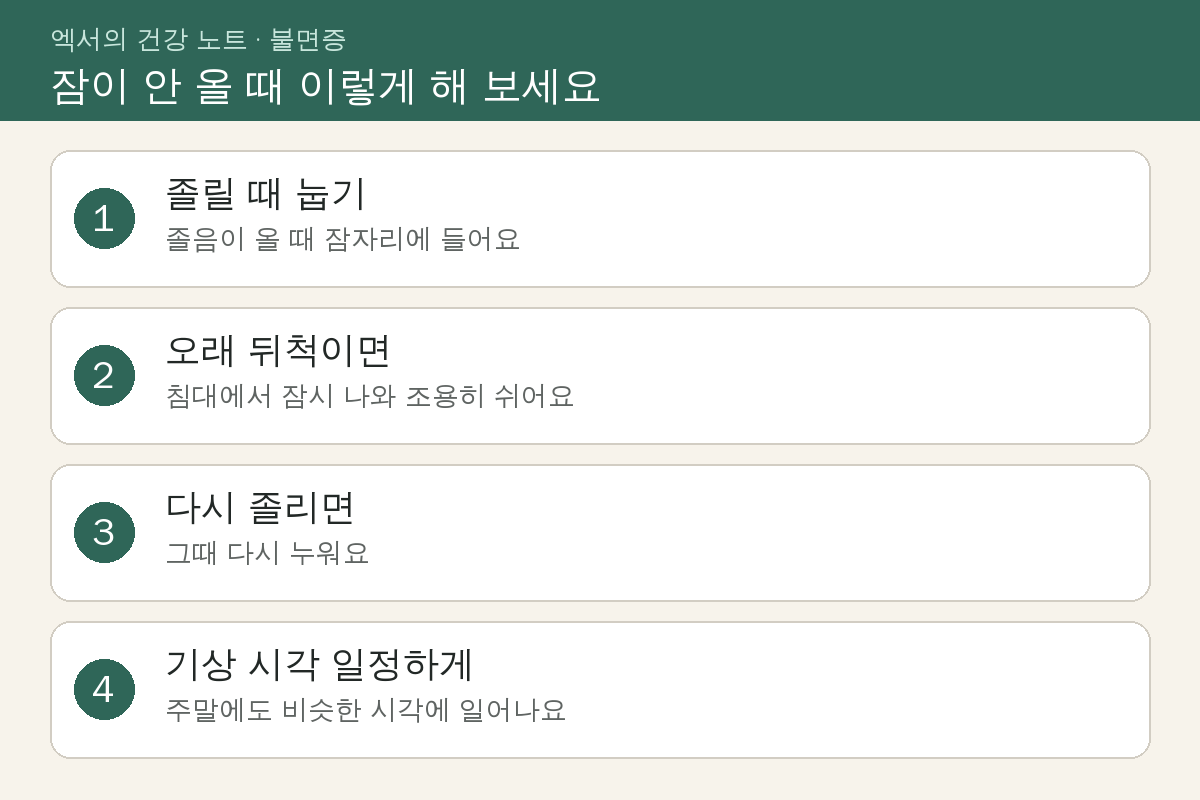 엑서의 건강 노트 · 불면증
잠이 안 올 때 이렇게 해 보세요
1
졸릴 때 눕기
졸음이 올 때 잠자리에 들어요
2
오래 뒤척이면
침대에서 잠시 나와 조용히 쉬어요
3
다시 졸리면
그때 다시 누워요
4
기상 시각 일정하게
주말에도 비슷한 시각에 일어나요